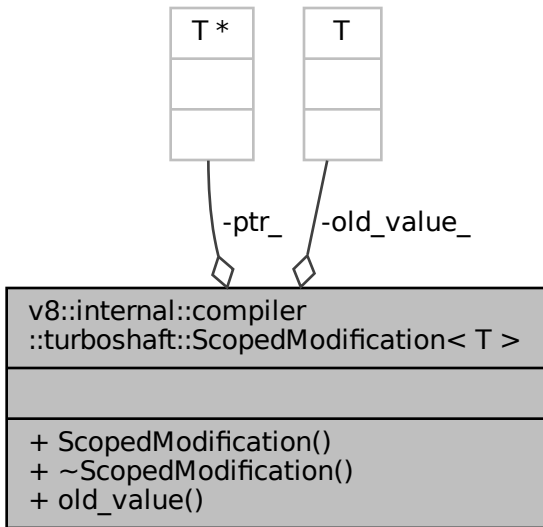 T *
T
-ptr_
-old_value_
v8::internal::compiler
::turboshaft::ScopedModification< T >
+ ScopedModification()
+ ~ScopedModification()
+ old_value()